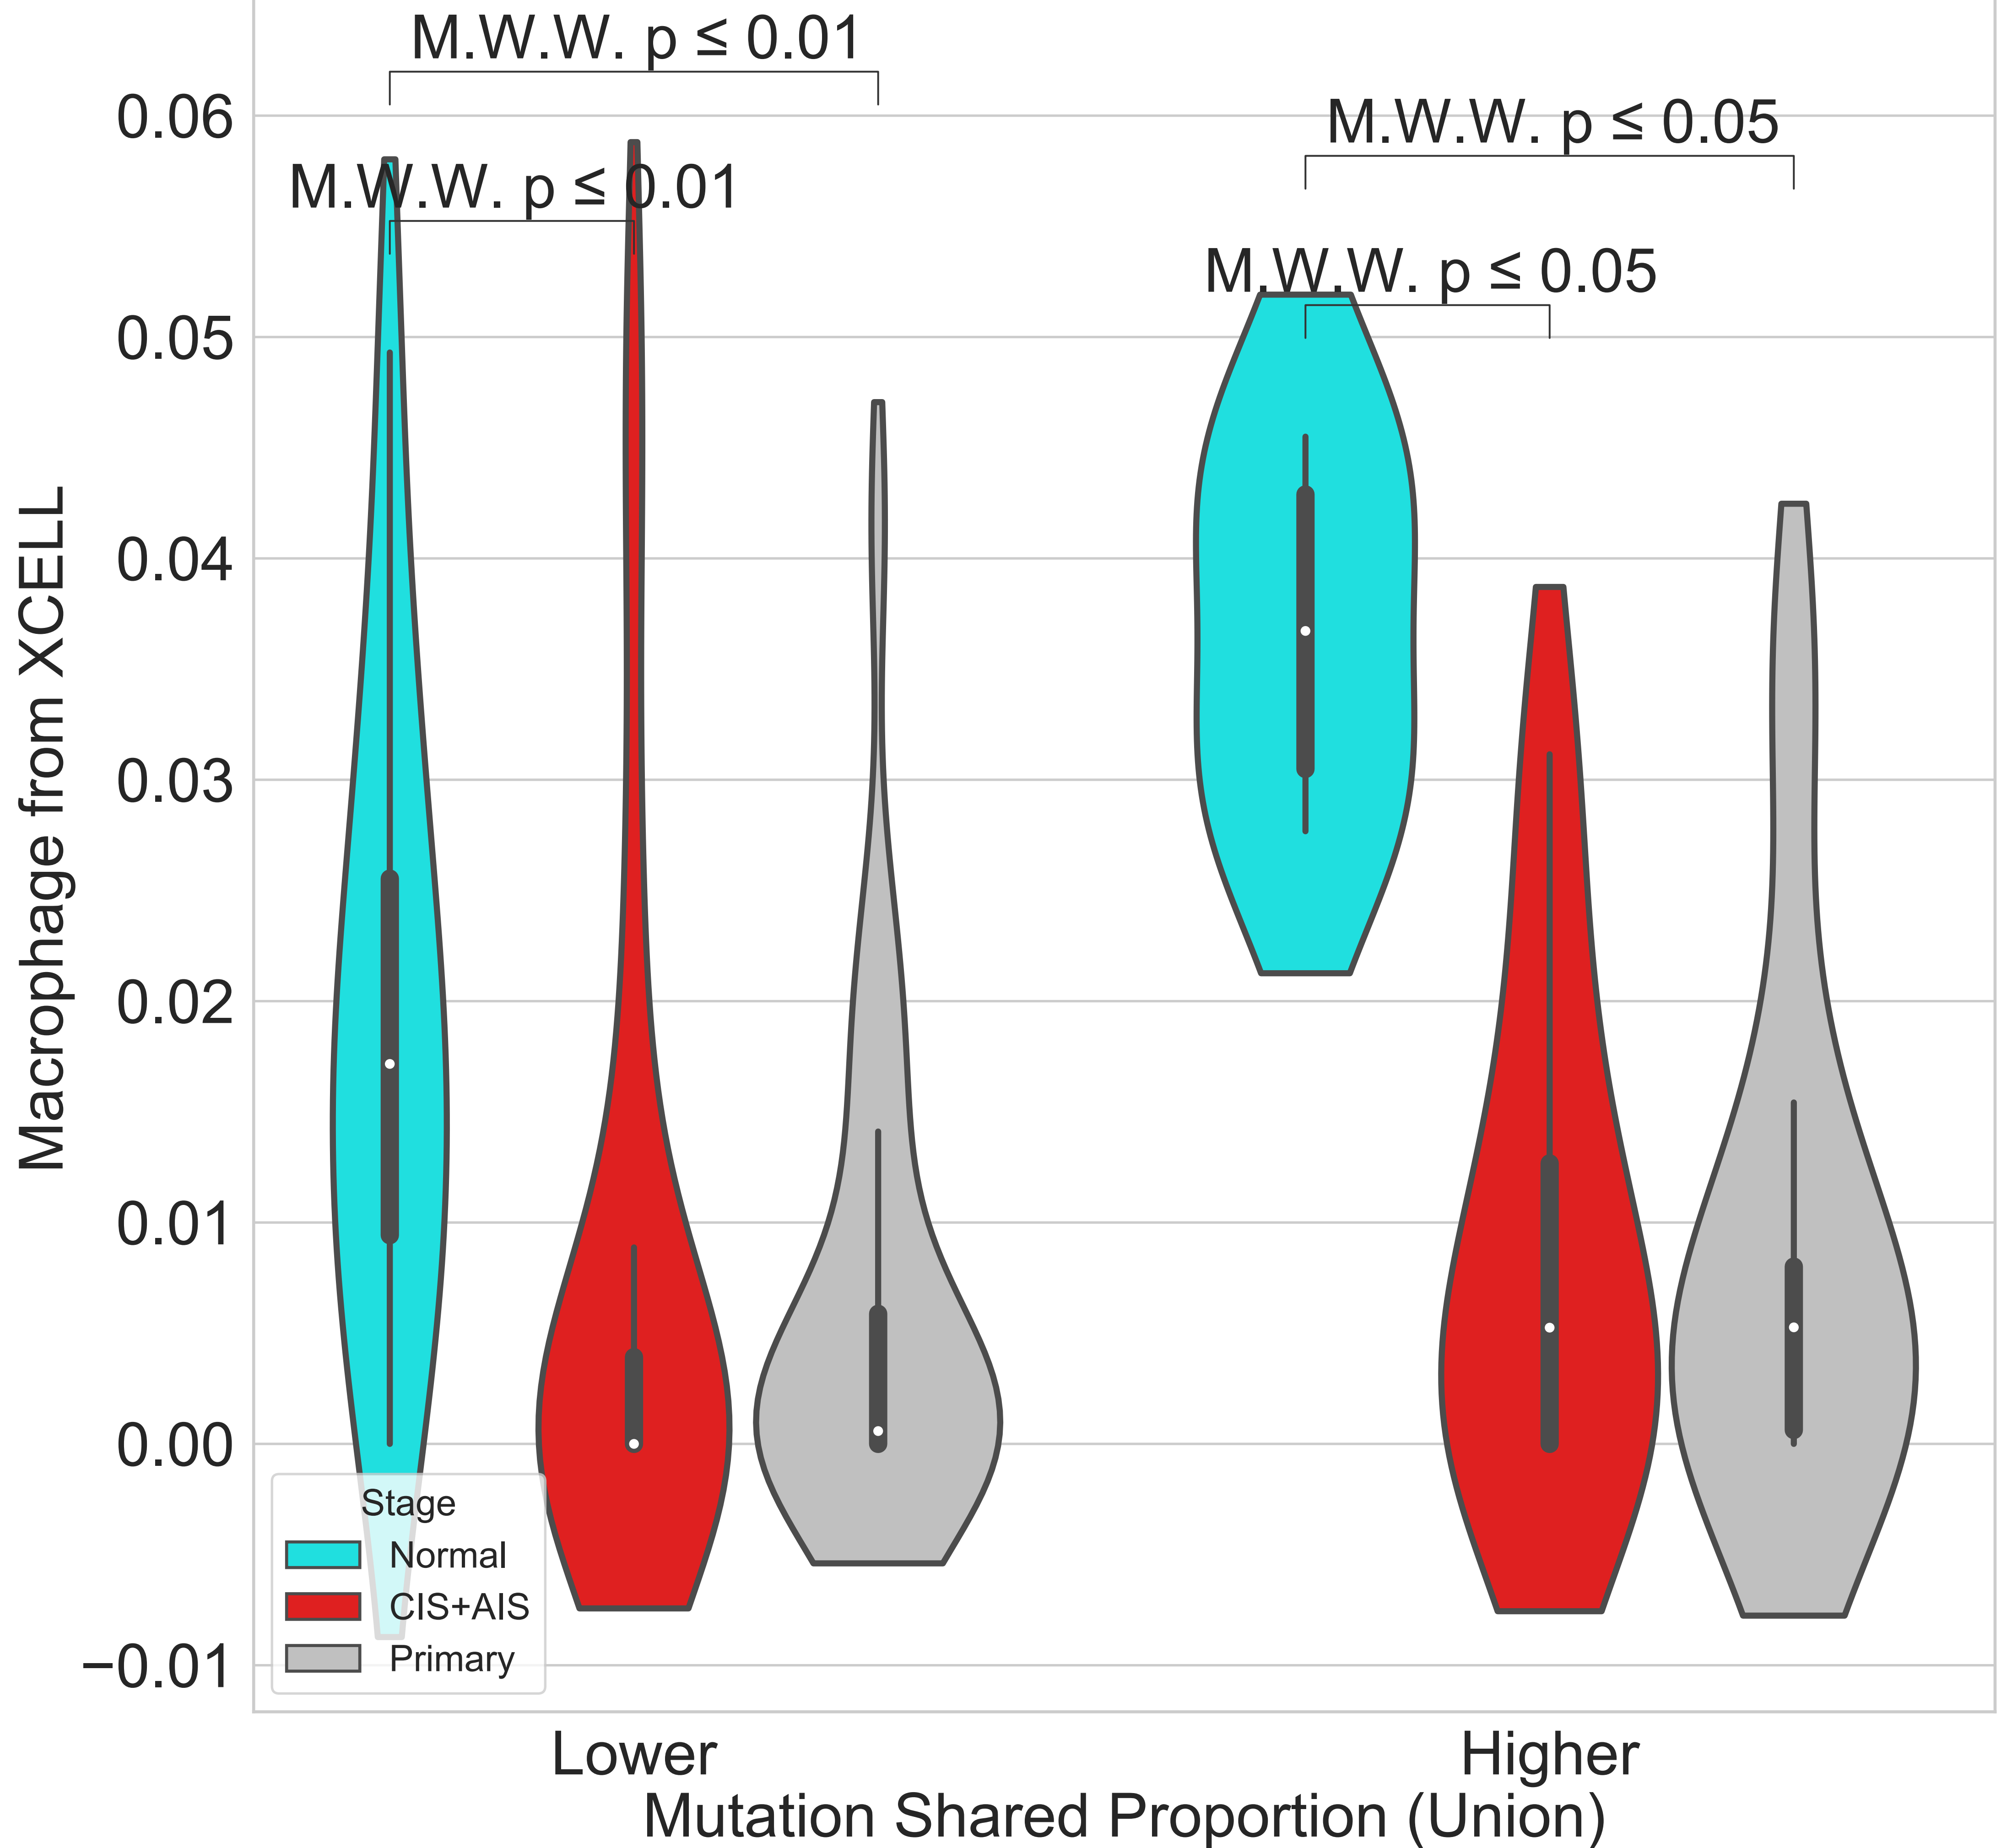 M.W.W. p ≤ 0.01
M.W.W. p ≤ 0.05
M.W.W. p ≤ 0.01
M.W.W. p ≤ 0.05
Macrophage from XCELL
0.06
0.05
0.04
0.03
0.02
0.01
0.00
−0.01
Stage
Normal
CIS+AIS
Primary
Lower
Higher
Mutation Shared Proportion (Union)